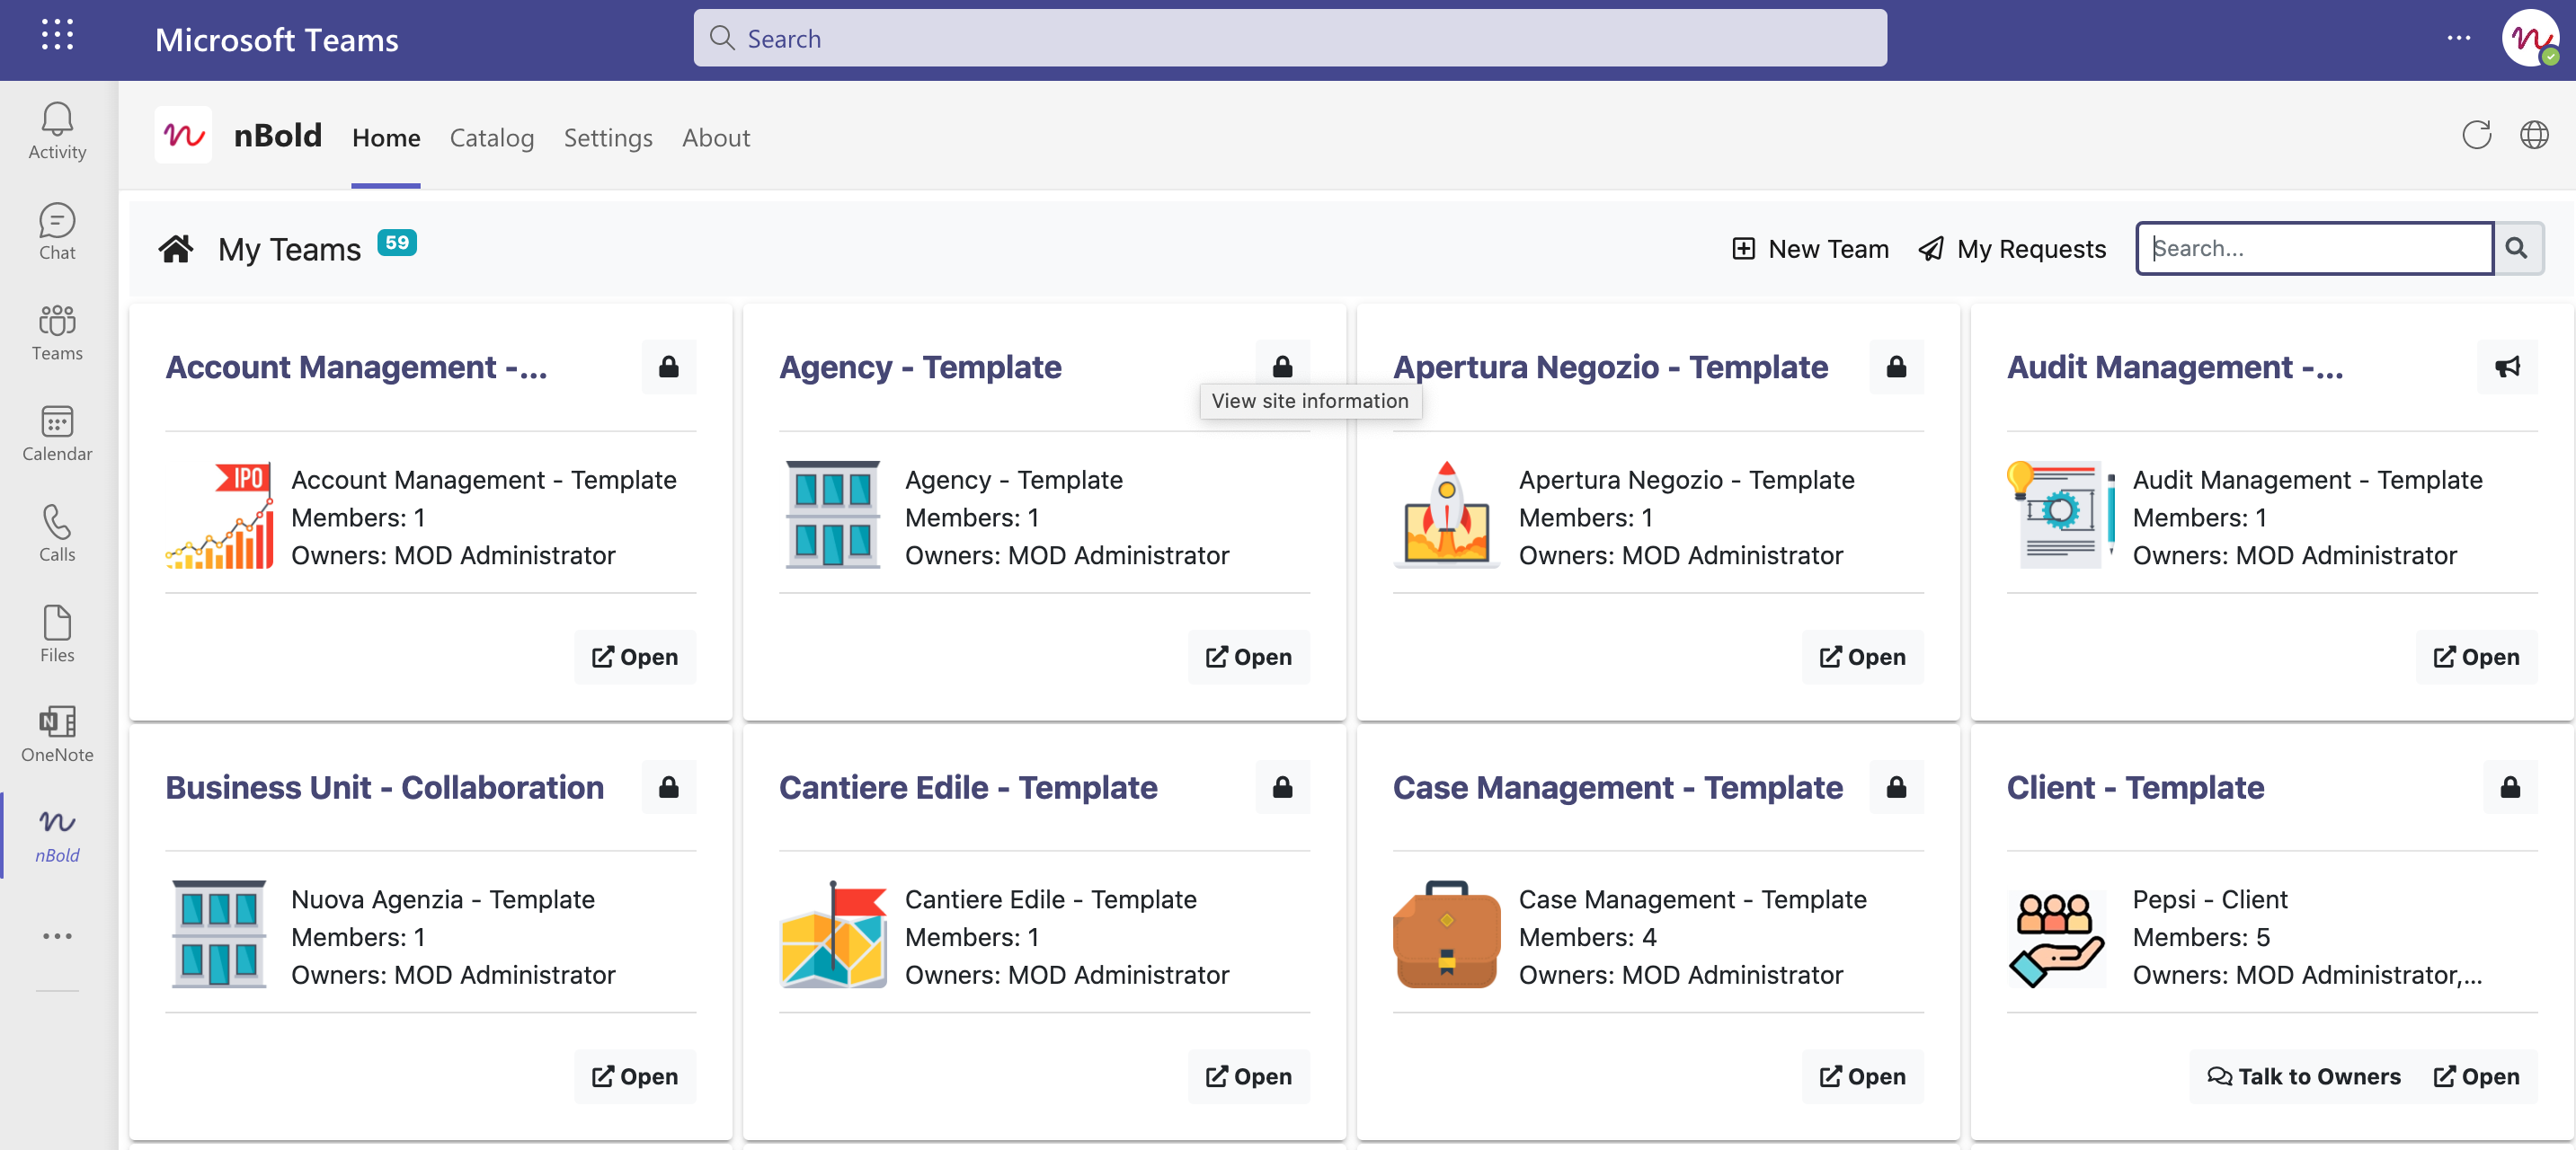 Microsoft Teams
Search
Activity
Chat
Teams
Calendar
Calls
Files
OneNote
nBold
nBold
Home
Catalog
Settings
About
My Teams 59
New Team
My Requests
Search...
Account Management -...
Account Management - Template
Members: 1
Owners: MOD Administrator
Open
Agency - Template
View site information
Agency - Template
Members: 1
Owners: MOD Administrator
Open
Apertura Negozio - Template
Apertura Negozio - Template
Members: 1
Owners: MOD Administrator
Open
Audit Management -...
Audit Management - Template
Members: 1
Owners: MOD Administrator
Open
IPO
Business Unit - Collaboration
Nuova Agenzia - Template
Members: 1
Owners: MOD Administrator
Open
Cantiere Edile - Template
Cantiere Edile - Template
Members: 1
Owners: MOD Administrator
Open
Case Management - Template
Case Management - Template
Members: 4
Owners: MOD Administrator
Open
Client - Template
Pepsi - Client
Members: 5
Owners: MOD Administrator,...
Talk to Owners
Open